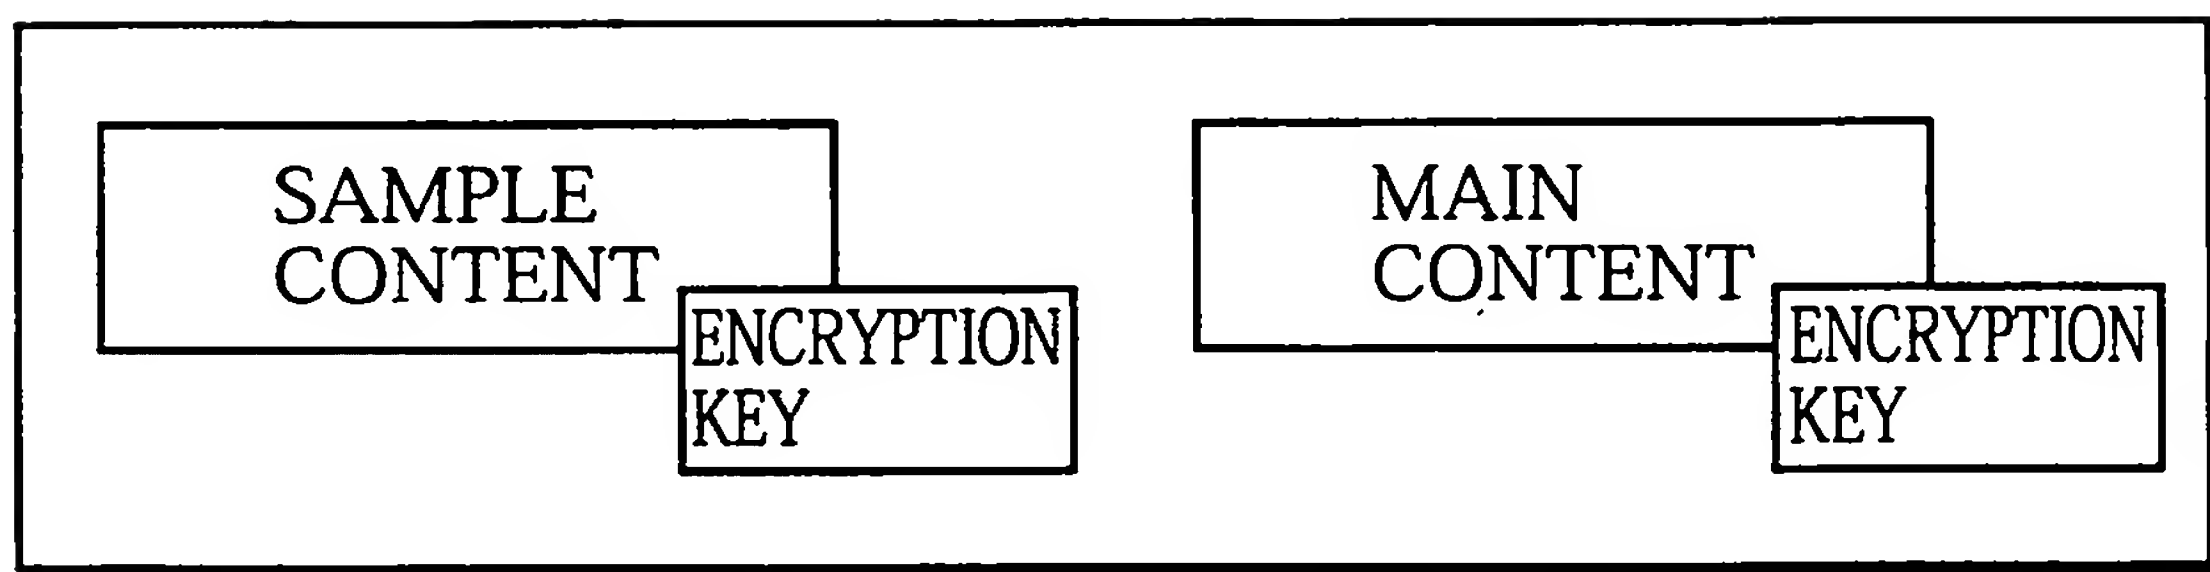 SAMPLE
CONTENT
ENCRYPTION
KEY
MAIN
CONTENT
ENCRYPTION
KEY